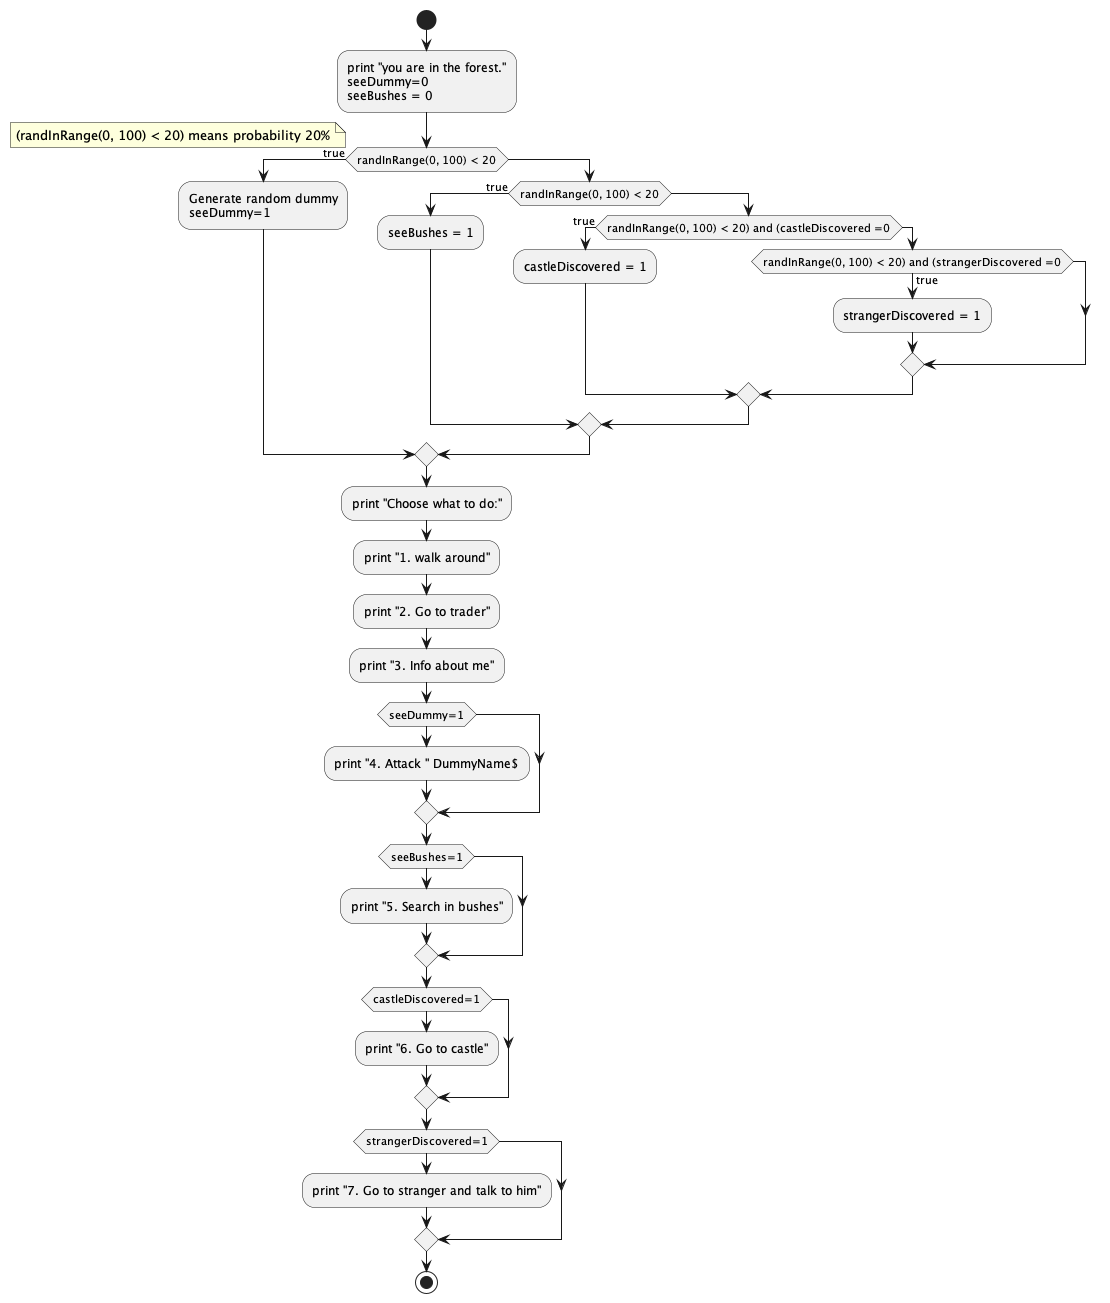 print "you are in the forest."
seeDummy=0
seeBushes = 0
(randInRange(0, 100) < 20) means probability 20%
true
randInRange(0, 100) < 20
Generate random dummy
seeDummy=1
true
randInRange(0, 100) < 20
seeBushes = 1
true
randInRange(0, 100) < 20) and (castleDiscovered =0
castleDiscovered = 1
randInRange(0, 100) < 20) and (strangerDiscovered =0
true
strangerDiscovered = 1
print "Choose what to do:"
print "1. walk around"
print "2. Go to trader"
print "3. Info about me"
seeDummy=1
print "4. Attack " DummyName$
seeBushes=1
print "5. Search in bushes"
castleDiscovered=1
print "6. Go to castle"
strangerDiscovered=1
print "7. Go to stranger and talk to him"